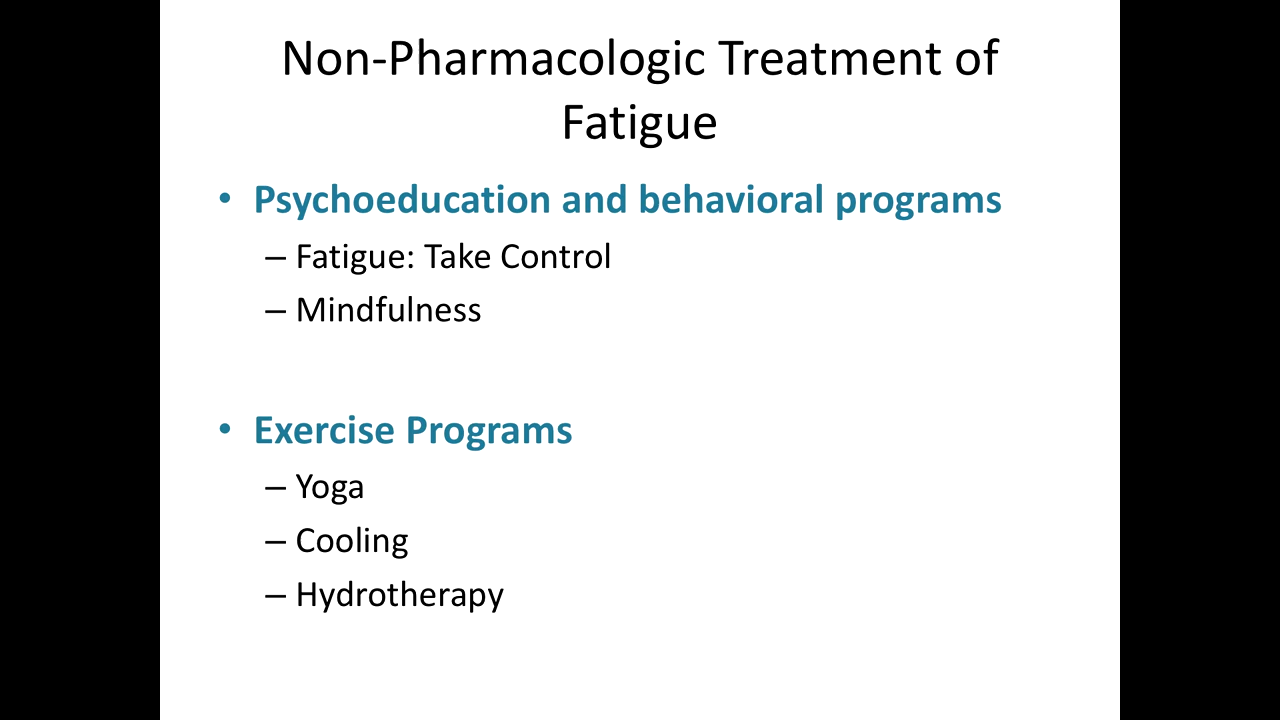 Non-Pharmacologic Treatment of
Fatigue
• Psychoeducation and behavioral programs
– Fatigue: Take Control
– Mindfulness
• Exercise Programs
– Yoga
– Cooling
– Hydrotherapy